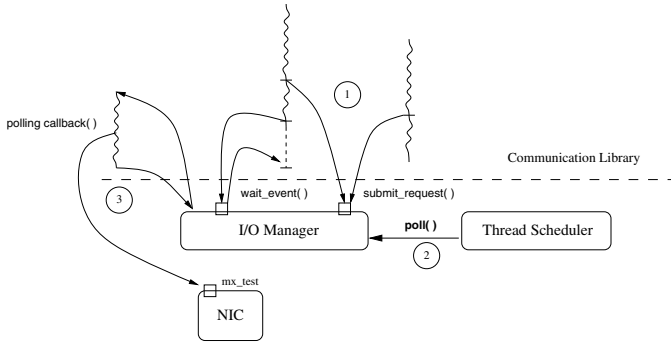 1
polling callback( )
Communication Library
3
wait_event( )
submit_request( )
I/O Manager
poll( )
2
Thread Scheduler
mx_test
NIC